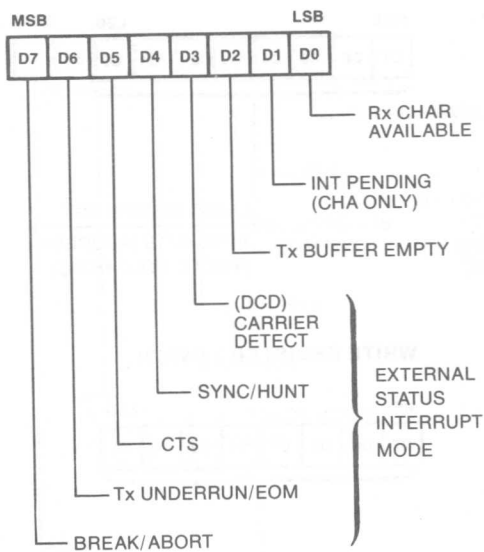 MSB LSB
D7 D6 D5 D4 D3 D2 D1 D0
Rx CHAR
AVAILABLE
INT PENDING
(CHA ONLY)
Tx BUFFER EMPTY
(DCD)
CARRIER
DETECT
SYNC/HUNT
CTS
Tx UNDERRUN/EOM
BREAK/ABORT
EXTERNAL
STATUS
INTERRUPT
MODE